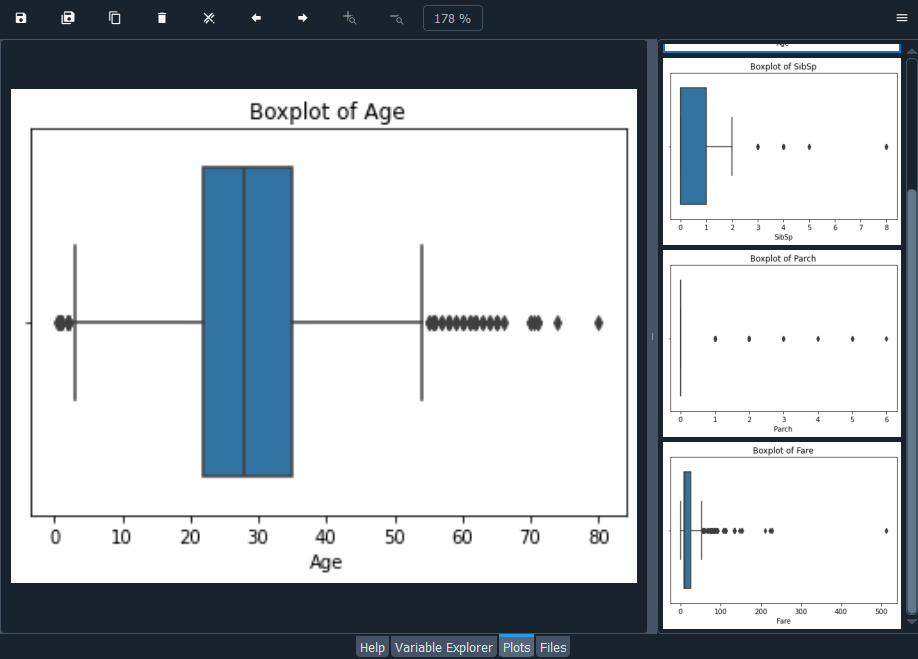 178 %
Boxplot of Age
0 10 20 30 40 50 60 70 80
Age
Age
Boxplot of SibSp
0 1 2 3 4 5 6 7 8
SibSp
Boxplot of Parch
0 1 2 3 4 5 6
Parch
Boxplot of Fare
0 100 200 300 400 500
Fare
Help Variable Explorer Plots Files